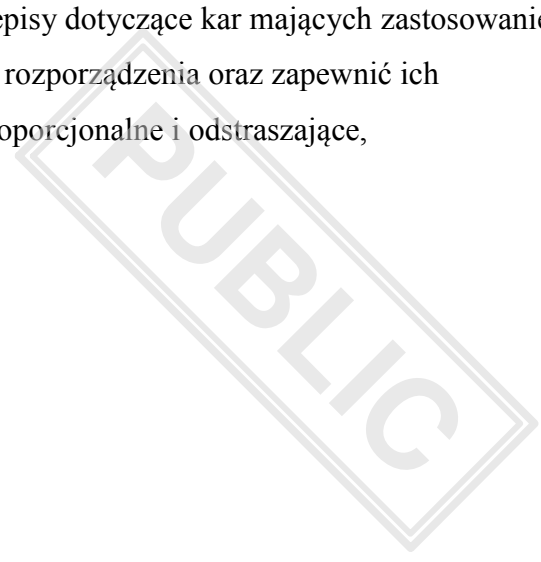 episy dotyczące kar mających zastosowanie
rozporządzenia oraz zapewnić ich
oporcjonalne i odstraszające,
PUBLIC